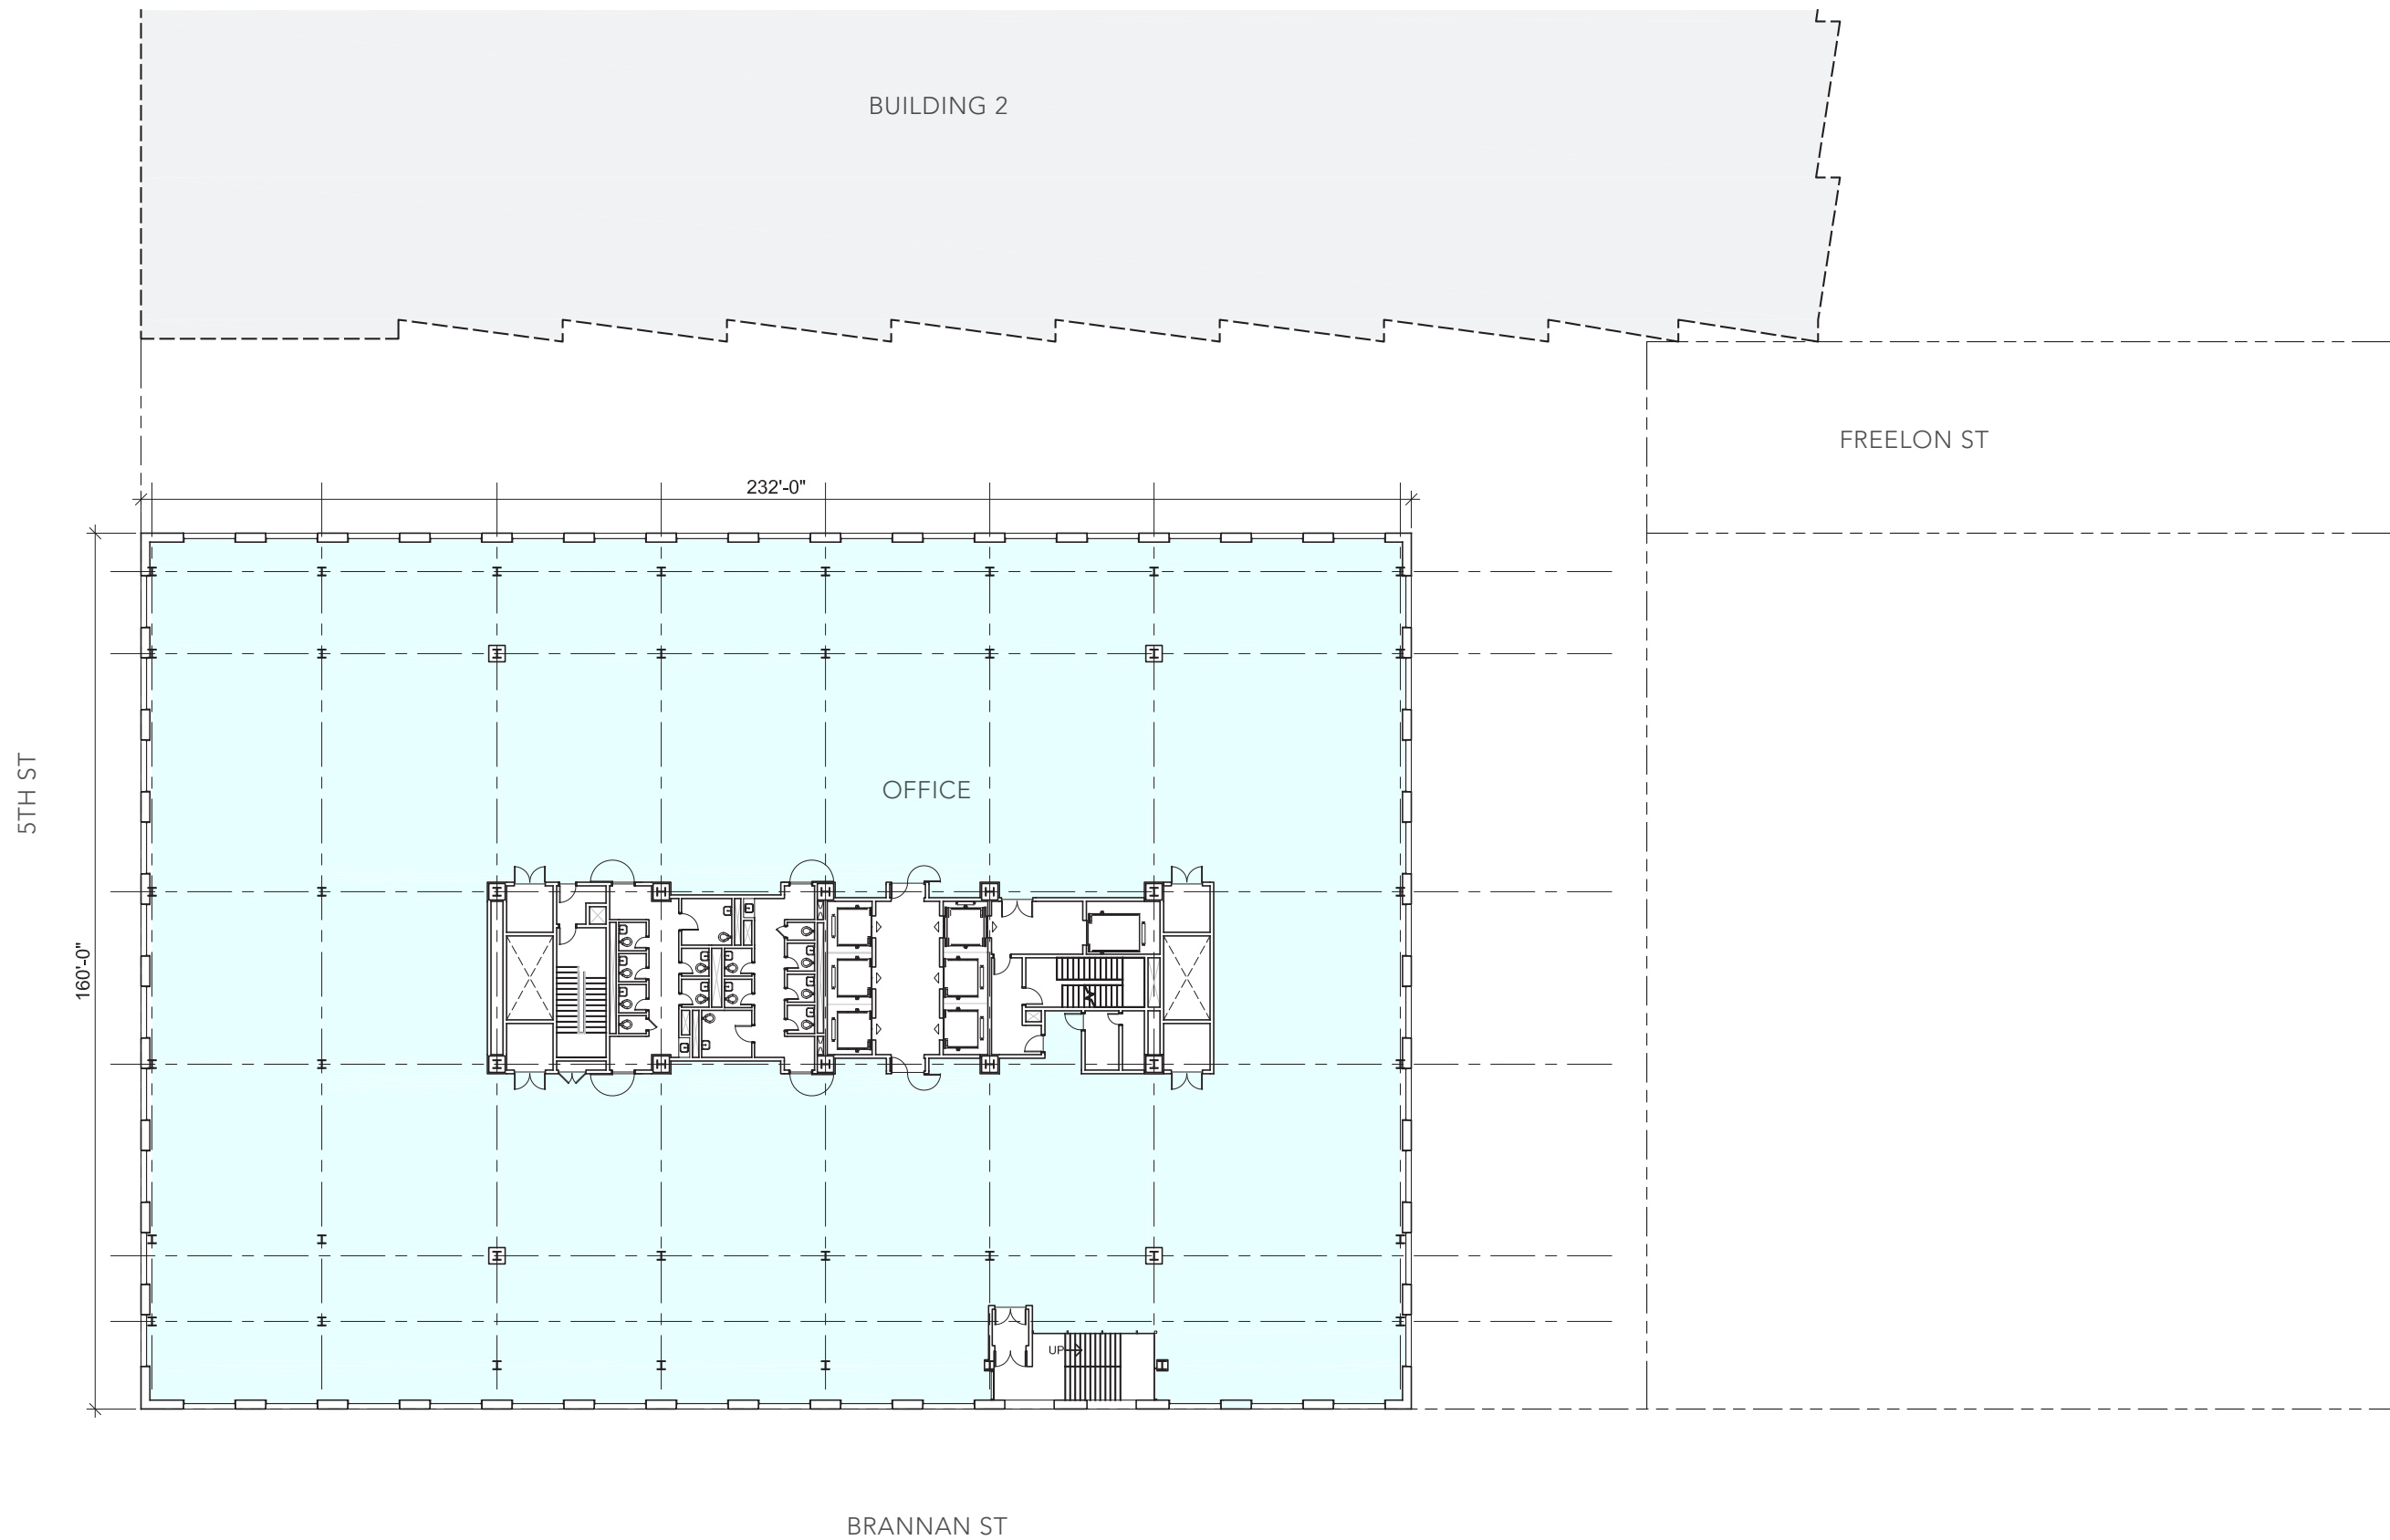 BUILDING 2
FREELON ST
232'-0"
5TH ST
OFFICE
160'-0"
UP
BRANNAN ST